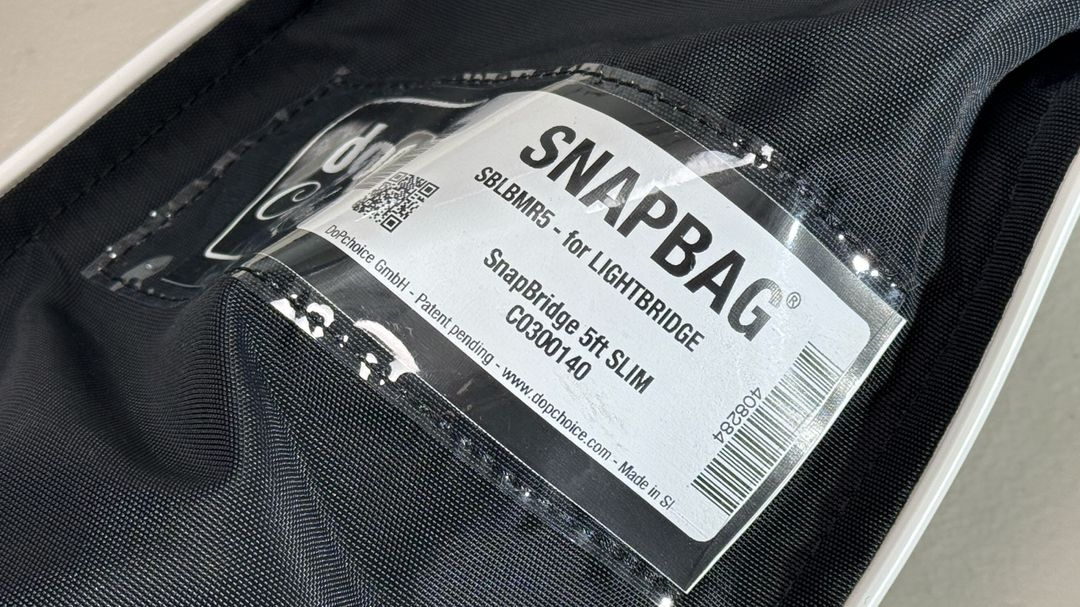 SNAPBAG®
SBLBMR5 - for LIGHTBRIDGE
SnapBridge 5ft SLIM
C0300140
408284
DoPchoice GmbH - Patent pending - www.dopchoice.com - Made in SI